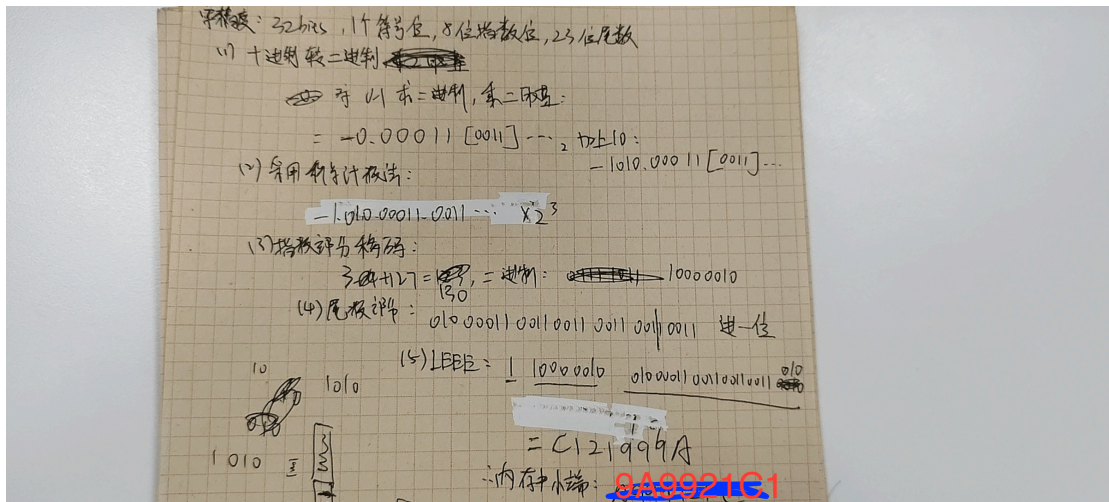 单精度: 32bits, 1个符号位, 8位指数位, 23位尾数
(1) 十进制转二进制
对 0.1 求二进制, 乘二取整:
= -0.00011 [0011] ...₂ 加上10:
-1010.00011 [0011]...
(2) 采用科学计数法:
-1.010 00011 0011 ... ×2³
(3) 指数部分移码:
3+127 = 130, 二进制: 10000010
(4) 尾数部分:
010 00011 0011 0011 0011 0011 0011 进一位
(5) IEEE: 1 10000010 01000011001100110011 010
10
1010
1010
= C121999A
∴内存中小端: 9A9921C1